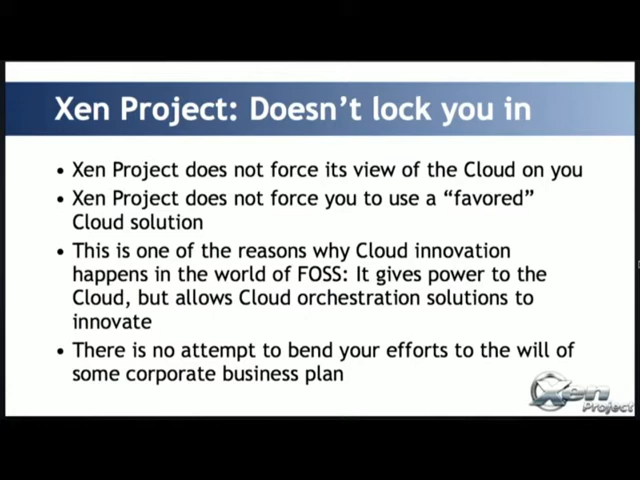 Xen Project: Doesn't lock you in
• Xen Project does not force its view of the Cloud on you
• Xen Project does not force you to use a “favored”
Cloud solution
• This is one of the reasons why Cloud innovation
happens in the world of FOSS: It gives power to the
Cloud, but allows Cloud orchestration solutions to
innovate
• There is no attempt to bend your efforts to the will of
some corporate business plan
Xen
Project